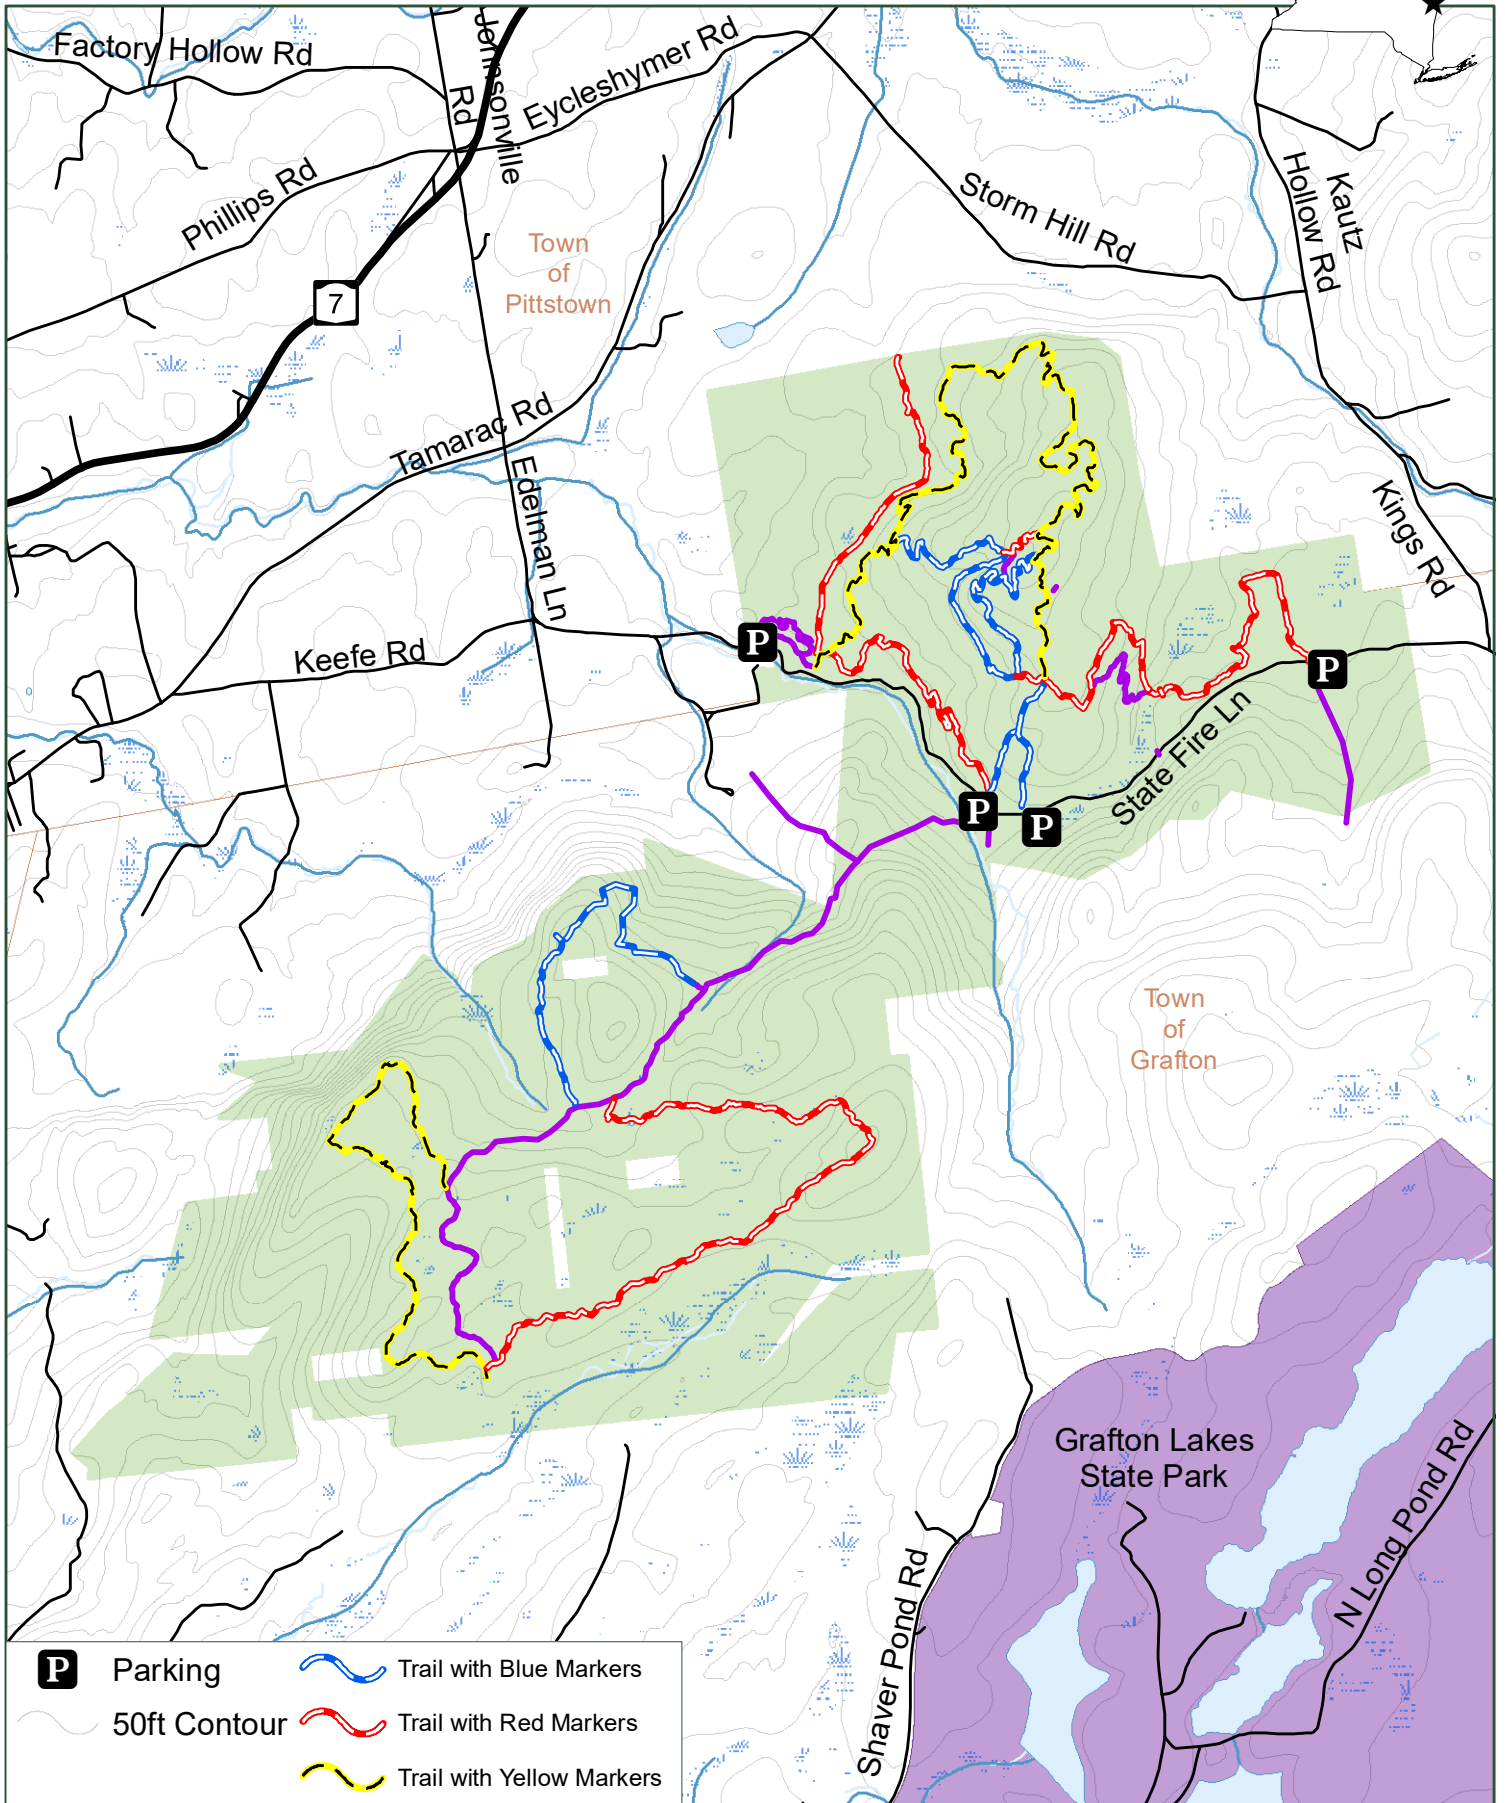 Factory Hollow Rd
Johnsonville
Rd
Eycleshymer Rd
Phillips Rd
Storm Hill Rd
Kautz
Hollow Rd
Town
of
Pittstown
7
Tamarac Rd
Edelman Ln
Kings Rd
Keefe Rd
P
P
State Fire Ln
P
P
Town
of
Grafton
Grafton Lakes
State Park
N Long Pond Rd
Shaver Pond Rd
P Parking
50ft Contour
Trail with Blue Markers
Trail with Red Markers
Trail with Yellow Markers